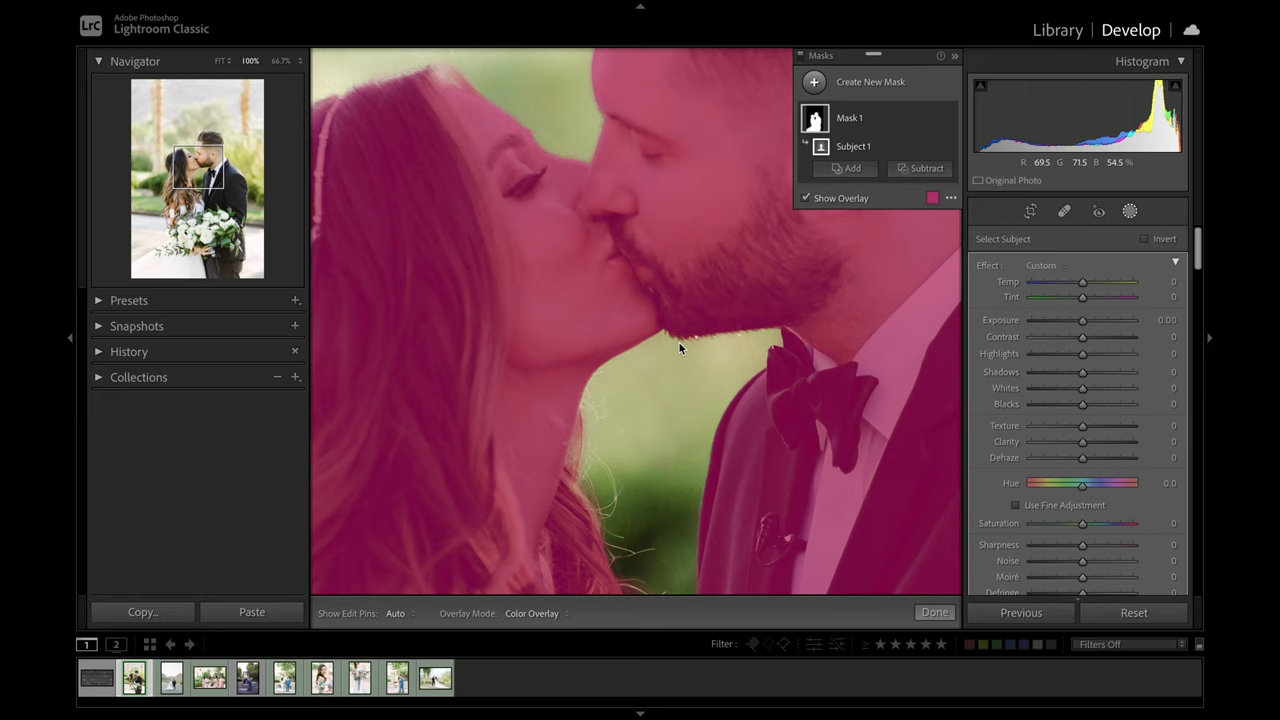 LrC
Adobe Photoshop
Lightroom Classic
Library
Develop
Navigator
FIT
100%
66.7%
Presets
Snapshots
History
Collections
Copy...
Paste
Masks
Create New Mask
Mask 1
Subject 1
Add
Subtract
Show Overlay
Show Edit Pins: Auto
Overlay Mode: Color Overlay
Done
Histogram
R 69.5 G 71.5 B 54.5 %
Original Photo
Select Subject
Invert
Effect: Custom
Temp 0
Tint 0
Exposure 0.00
Contrast 0
Highlights 0
Shadows 0
Whites 0
Blacks 0
Texture 0
Clarity 0
Dehaze 0
Hue 0.0
Use Fine Adjustment
Saturation 0
Sharpness 0
Noise 0
Moiré 0
Defringe
Previous
Reset
1
2
Filter:
≥
Filters Off